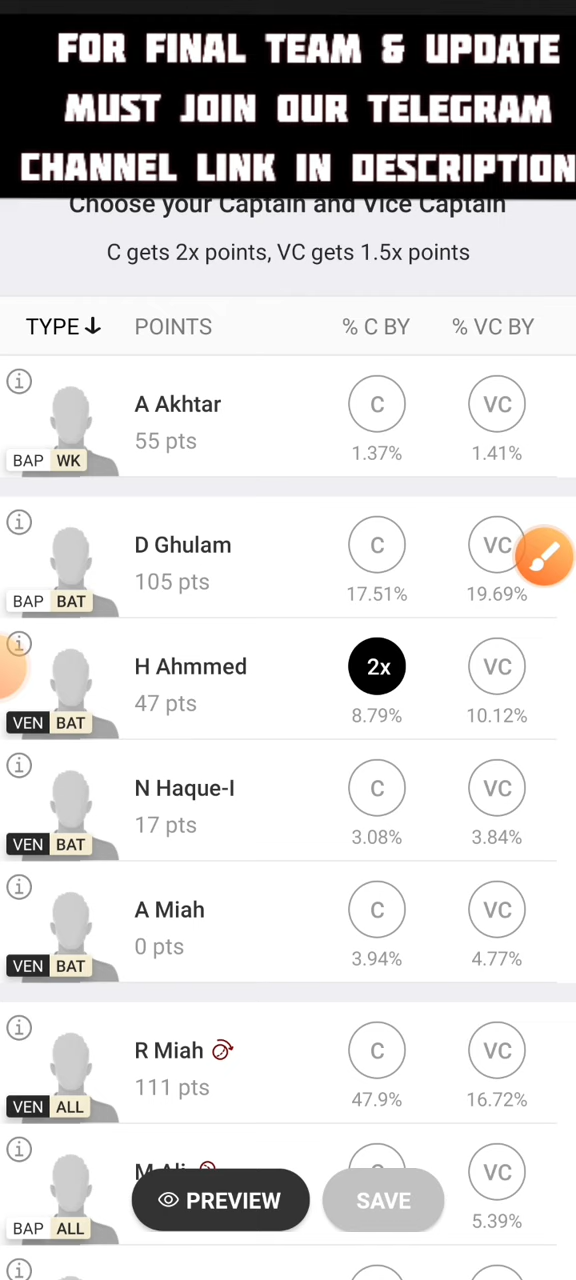 FOR FINAL TEAM & UPDATE
MUST JOIN OUR TELEGRAM
CHANNEL LINK IN DESCRIPTION
Choose your Captain and Vice Captain
C gets 2x points, VC gets 1.5x points
TYPE POINTS % C BY % VC BY
A Akhtar C VC
55 pts
BAP WK 1.37% 1.41%
D Ghulam C VC
105 pts
BAP BAT 17.51% 19.69%
H Ahmmed 2x VC
47 pts
VEN BAT 8.79% 10.12%
N Haque-I C VC
17 pts
VEN BAT 3.08% 3.84%
A Miah C VC
0 pts
VEN BAT 3.94% 4.77%
R Miah C VC
111 pts
VEN ALL 47.9% 16.72%
M Ali C VC
PREVIEW SAVE
BAP ALL 5.39%